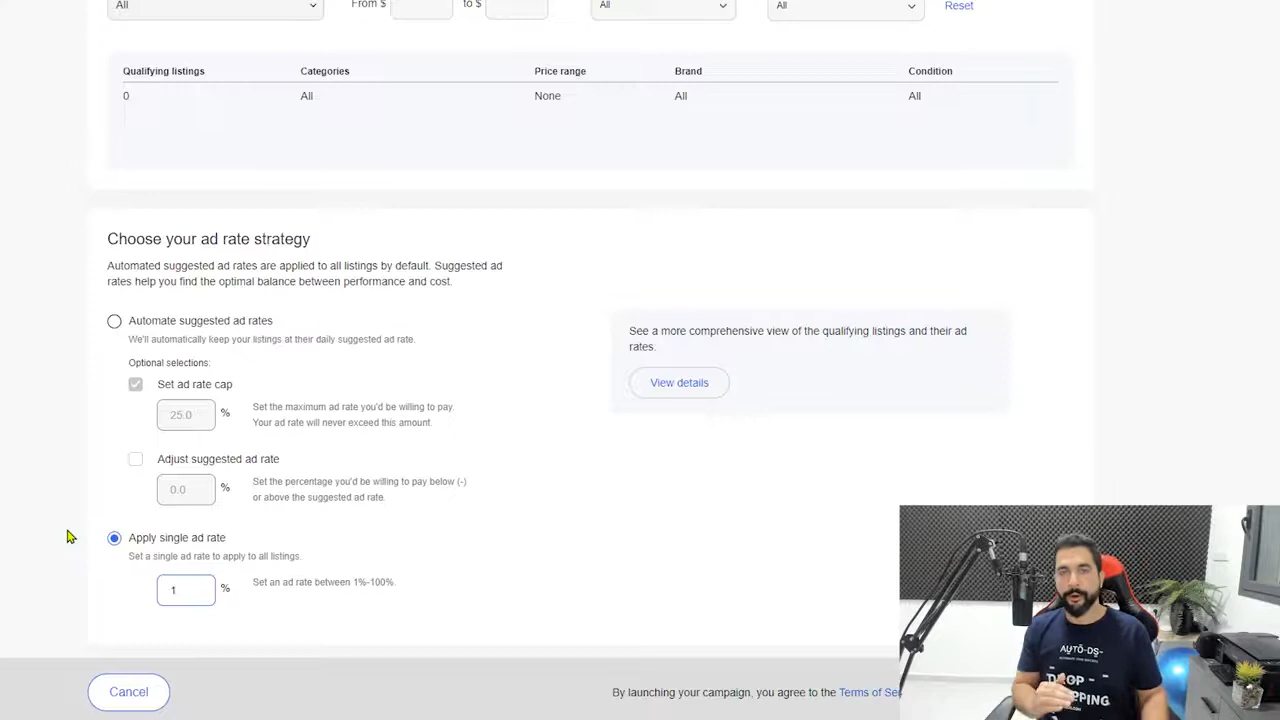 All From $ to $ All All Reset
Qualifying listings Categories Price range Brand Condition
0 All None All All
Choose your ad rate strategy
Automated suggested ad rates are applied to all listings by default. Suggested ad
rates help you find the optimal balance between performance and cost.
Automate suggested ad rates
We'll automatically keep your listings at their daily suggested ad rate.
Optional selections:
Set ad rate cap
25.0 % Set the maximum ad rate you'd be willing to pay.
Your ad rate will never exceed this amount.
Adjust suggested ad rate
0.0 % Set the percentage you'd be willing to pay below (-)
or above the suggested ad rate.
See a more comprehensive view of the qualifying listings and their ad
rates.
View details
Apply single ad rate
Set a single ad rate to apply to all listings.
1 % Set an ad rate between 1%-100%.
Cancel
By launching your campaign, you agree to the Terms of
AUTO-DS-